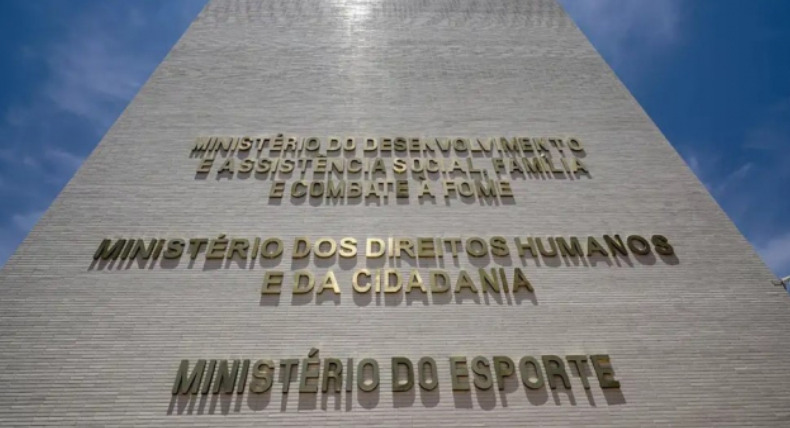 MINISTÉRIO DO DESENVOLVIMENTO
E ASSISTÊNCIA SOCIAL, FAMÍLIA
E COMBATE À FOME
MINISTÉRIO DOS DIREITOS HUMANOS
E DA CIDADANIA
MINISTÉRIO DO ESPORTE